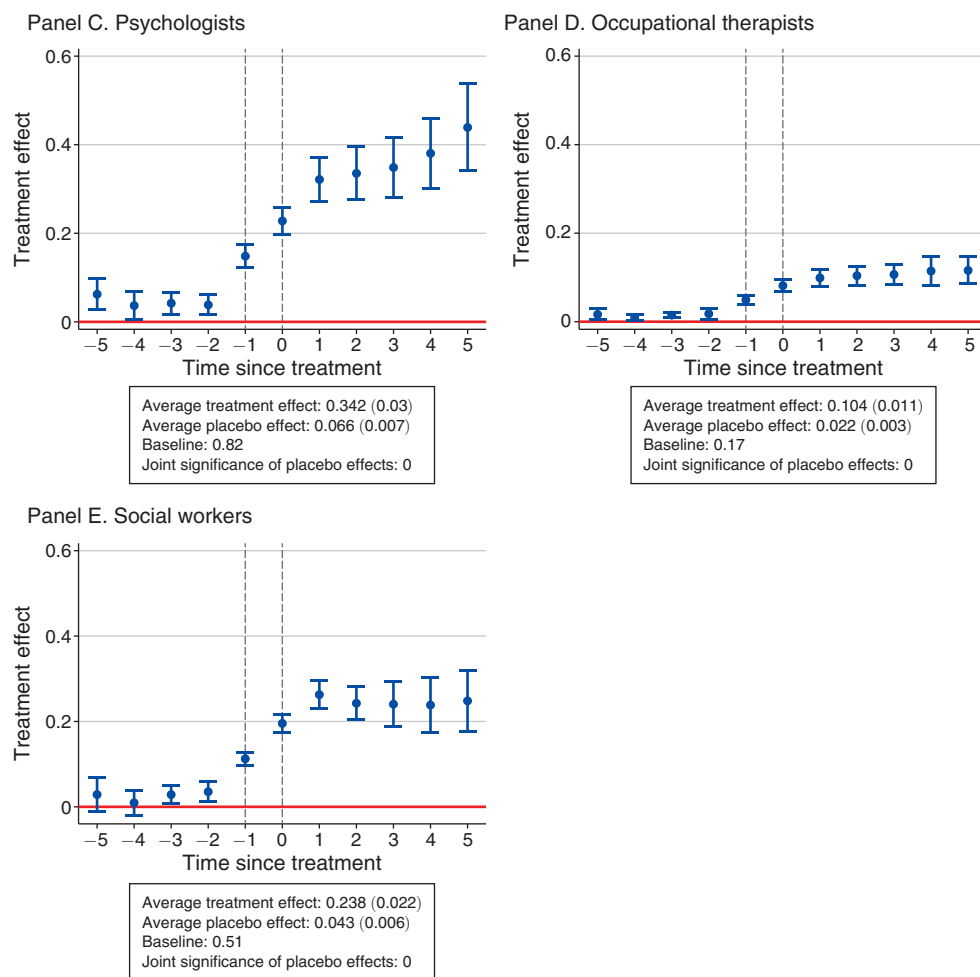 Panel C. Psychologists
0.6
0.4
0.2
0
Treatment effect
−5 −4 −3 −2 −1 0 1 2 3 4 5
Time since treatment
Average treatment effect: 0.342 (0.03)
Average placebo effect: 0.066 (0.007)
Baseline: 0.82
Joint significance of placebo effects: 0
Panel D. Occupational therapists
0.6
0.4
0.2
0
Treatment effect
−5 −4 −3 −2 −1 0 1 2 3 4 5
Time since treatment
Average treatment effect: 0.104 (0.011)
Average placebo effect: 0.022 (0.003)
Baseline: 0.17
Joint significance of placebo effects: 0
Panel E. Social workers
0.6
0.4
0.2
0
Treatment effect
−5 −4 −3 −2 −1 0 1 2 3 4 5
Time since treatment
Average treatment effect: 0.238 (0.022)
Average placebo effect: 0.043 (0.006)
Baseline: 0.51
Joint significance of placebo effects: 0